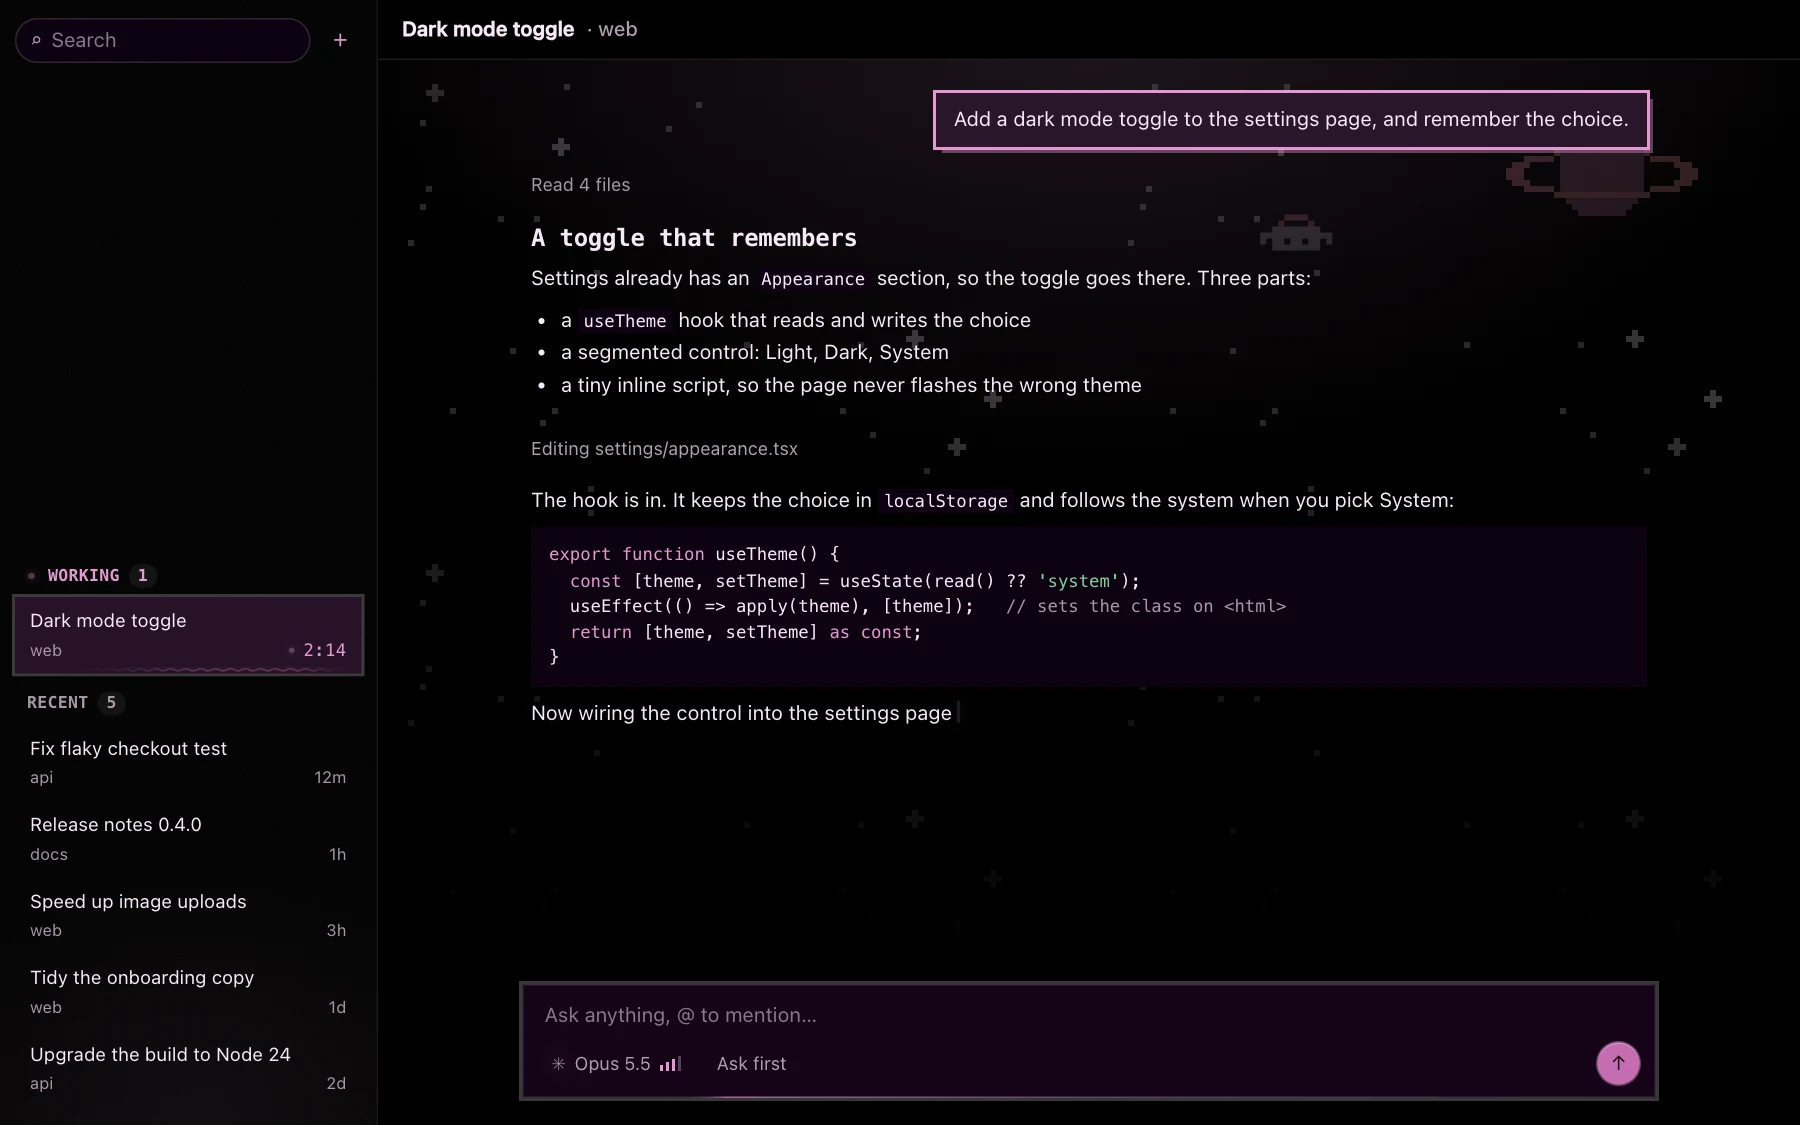 Search
+
WORKING 1
Dark mode toggle
web 2:14
RECENT 5
Fix flaky checkout test
api 12m
Release notes 0.4.0
docs 1h
Speed up image uploads
web 3h
Tidy the onboarding copy
web 1d
Upgrade the build to Node 24
api 2d
Dark mode toggle · web
Add a dark mode toggle to the settings page, and remember the choice.
Read 4 files
A toggle that remembers
Settings already has an Appearance section, so the toggle goes there. Three parts:
• a useTheme hook that reads and writes the choice
• a segmented control: Light, Dark, System
• a tiny inline script, so the page never flashes the wrong theme
Editing settings/appearance.tsx
The hook is in. It keeps the choice in localStorage and follows the system when you pick System:
export function useTheme() {
  const [theme, setTheme] = useState(read() ?? 'system');
  useEffect(() => apply(theme), [theme]);   // sets the class on <html>
  return [theme, setTheme] as const;
}
Now wiring the control into the settings page
Ask anything, @ to mention...
Opus 5.5 Ask first